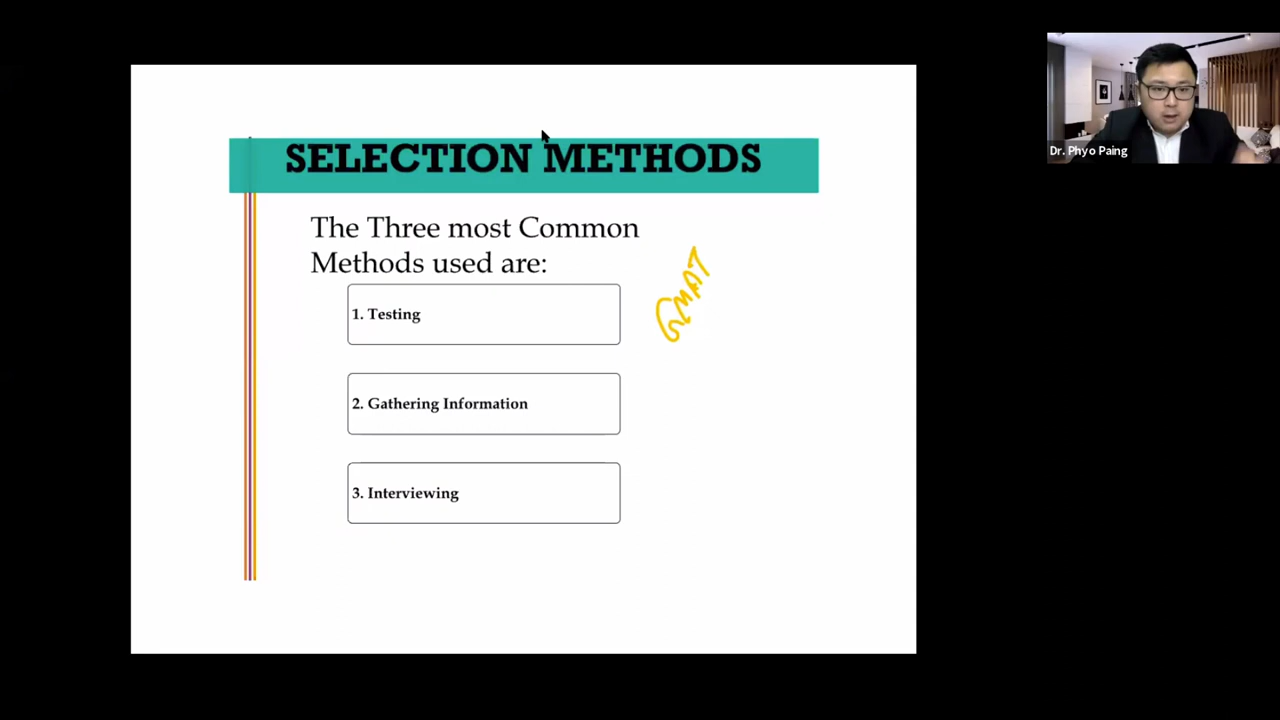 SELECTION METHODS
The Three most Common
Methods used are:
1. Testing
GMAT
2. Gathering Information
3. Interviewing
Dr. Phyo Paing